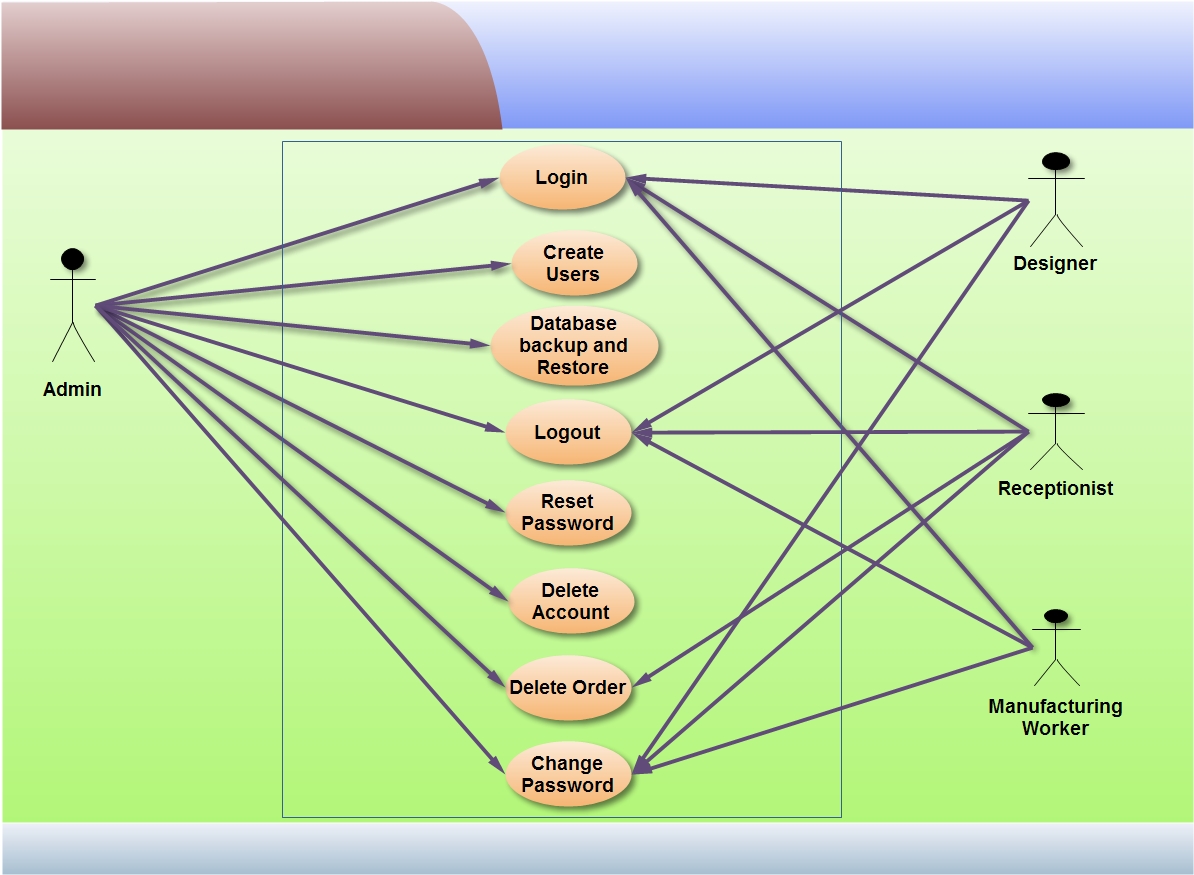 Login
Create
Users
Database
backup and
Restore
Logout
Reset
Password
Delete
Account
Delete Order
Change
Password
Admin
Designer
Receptionist
Manufacturing
Worker